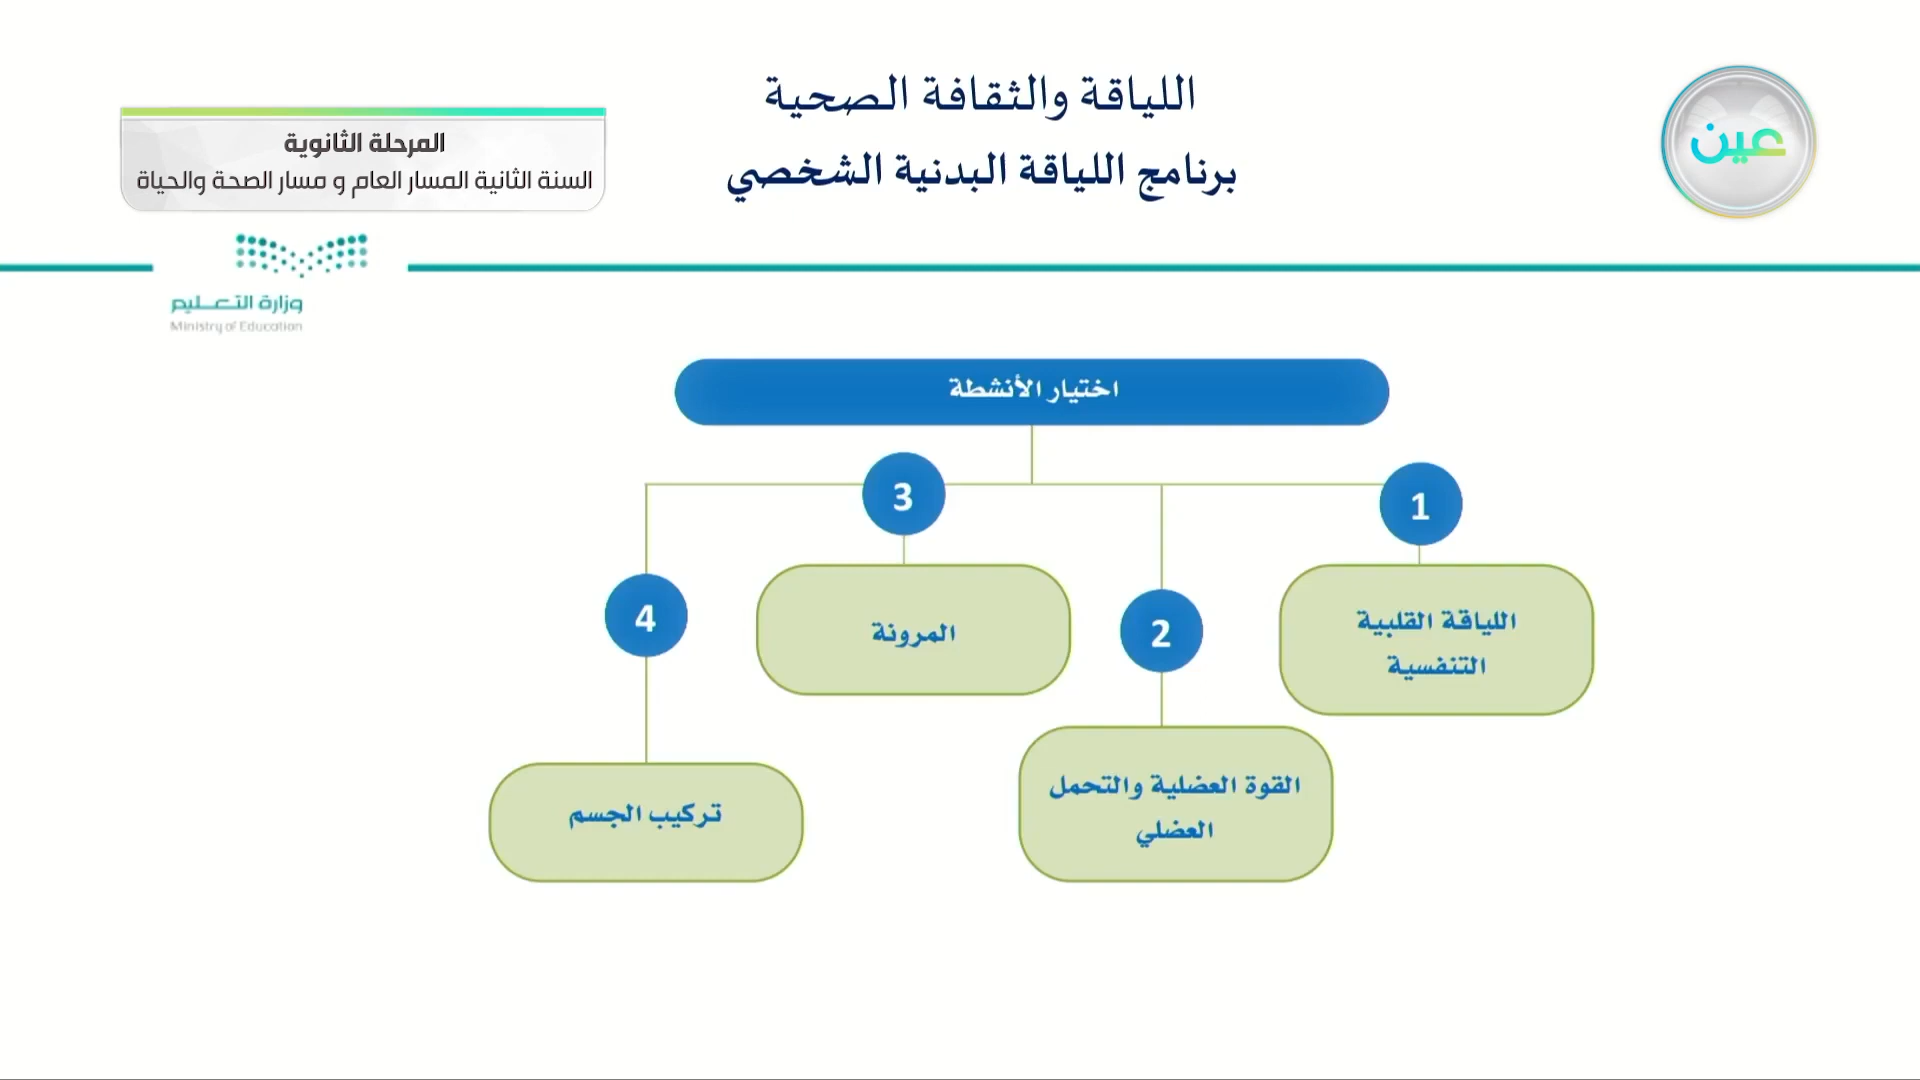 اللياقة والثقافة الصحية
برنامج اللياقة البدنية الشخصي
عين
المرحلة الثانوية
السنة الثانية المسار العام و مسار الصحة والحياة
وزارة التعليم
Ministry of Education
اختيار الأنشطة
1
اللياقة القلبية
التنفسية
2
القوة العضلية والتحمل
العضلي
3
المرونة
4
تركيب الجسم